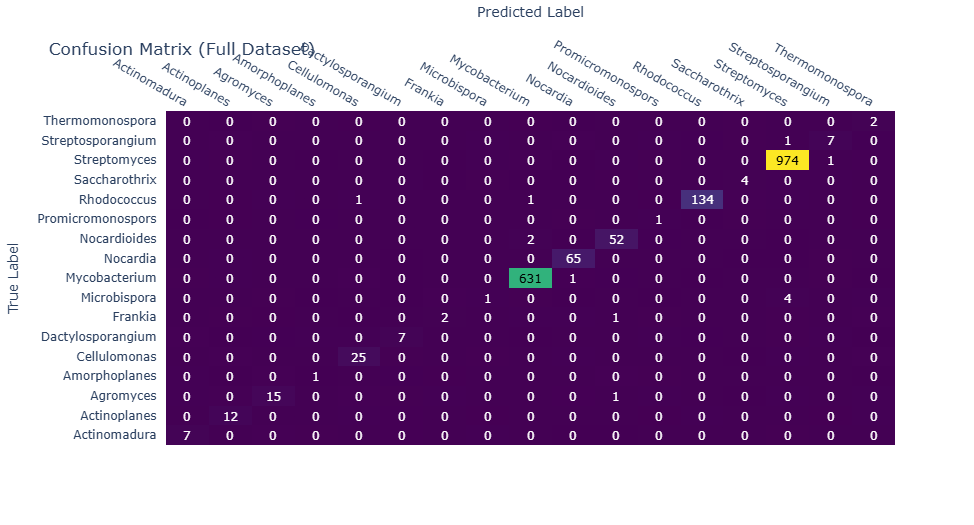 Predicted Label
Confusion Matrix (Full Dataset)
Actinomadura
Actinoplanes
Agromyces
Amorphoplanes
Cellulomonas
Dactylosporangium
Frankia
Microbispora
Mycobacterium
Nocardia
Nocardioides
Promicromonospors
Rhodococcus
Saccharothrix
Streptomyces
Streptosporangium
Thermomonospora
True Label
Thermomonospora 0 0 0 0 0 0 0 0 0 0 0 0 0 0 0 0 2
Streptosporangium 0 0 0 0 0 0 0 0 0 0 0 0 0 0 1 7 0
Streptomyces 0 0 0 0 0 0 0 0 0 0 0 0 0 0 974 1 0
Saccharothrix 0 0 0 0 0 0 0 0 0 0 0 0 0 4 0 0 0
Rhodococcus 0 0 0 0 1 0 0 0 1 0 0 0 134 0 0 0 0
Promicromonospors 0 0 0 0 0 0 0 0 0 0 0 1 0 0 0 0 0
Nocardioides 0 0 0 0 0 0 0 0 2 0 52 0 0 0 0 0 0
Nocardia 0 0 0 0 0 0 0 0 0 65 0 0 0 0 0 0 0
Mycobacterium 0 0 0 0 0 0 0 0 631 1 0 0 0 0 0 0 0
Microbispora 0 0 0 0 0 0 0 1 0 0 0 0 0 0 4 0 0
Frankia 0 0 0 0 0 0 2 0 0 0 1 0 0 0 0 0 0
Dactylosporangium 0 0 0 0 0 7 0 0 0 0 0 0 0 0 0 0 0
Cellulomonas 0 0 0 0 25 0 0 0 0 0 0 0 0 0 0 0 0
Amorphoplanes 0 0 0 1 0 0 0 0 0 0 0 0 0 0 0 0 0
Agromyces 0 0 15 0 0 0 0 0 0 0 1 0 0 0 0 0 0
Actinoplanes 0 12 0 0 0 0 0 0 0 0 0 0 0 0 0 0 0
Actinomadura 7 0 0 0 0 0 0 0 0 0 0 0 0 0 0 0 0